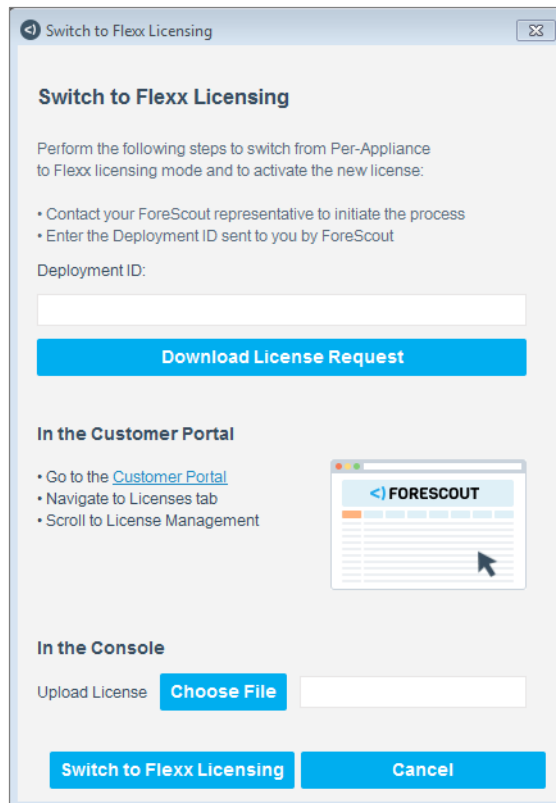 Switch to Flexx Licensing
Switch to Flexx Licensing
Perform the following steps to switch from Per-Appliance
to Flexx licensing mode and to activate the new license:
• Contact your ForeScout representative to initiate the process
• Enter the Deployment ID sent to you by ForeScout
Deployment ID:
Download License Request
In the Customer Portal
• Go to the Customer Portal
• Navigate to Licenses tab
• Scroll to License Management
<) FORESCOUT
In the Console
Upload License Choose File
Switch to Flexx Licensing Cancel